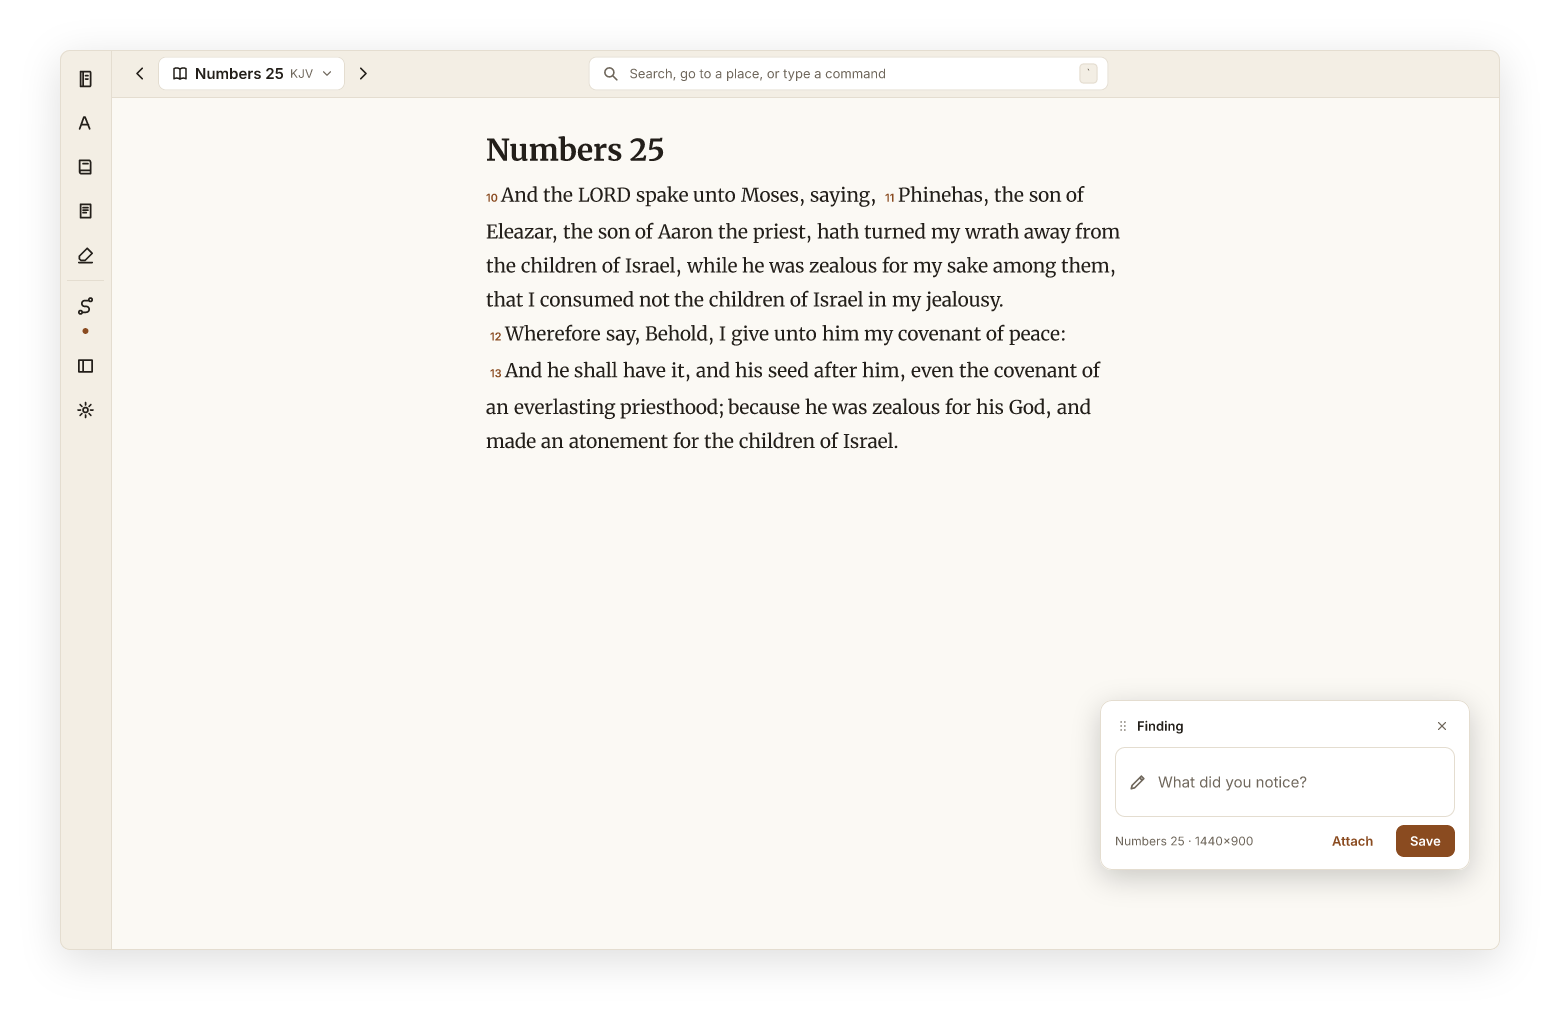 Numbers 25 KJV
Search, go to a place, or type a command
Numbers 25
10 And the LORD spake unto Moses, saying, 11 Phinehas, the son of
Eleazar, the son of Aaron the priest, hath turned my wrath away from
the children of Israel, while he was zealous for my sake among them,
that I consumed not the children of Israel in my jealousy.
12 Wherefore say, Behold, I give unto him my covenant of peace:
13 And he shall have it, and his seed after him, even the covenant of
an everlasting priesthood; because he was zealous for his God, and
made an atonement for the children of Israel.
Finding
What did you notice?
Numbers 25 · 1440×900 Attach Save